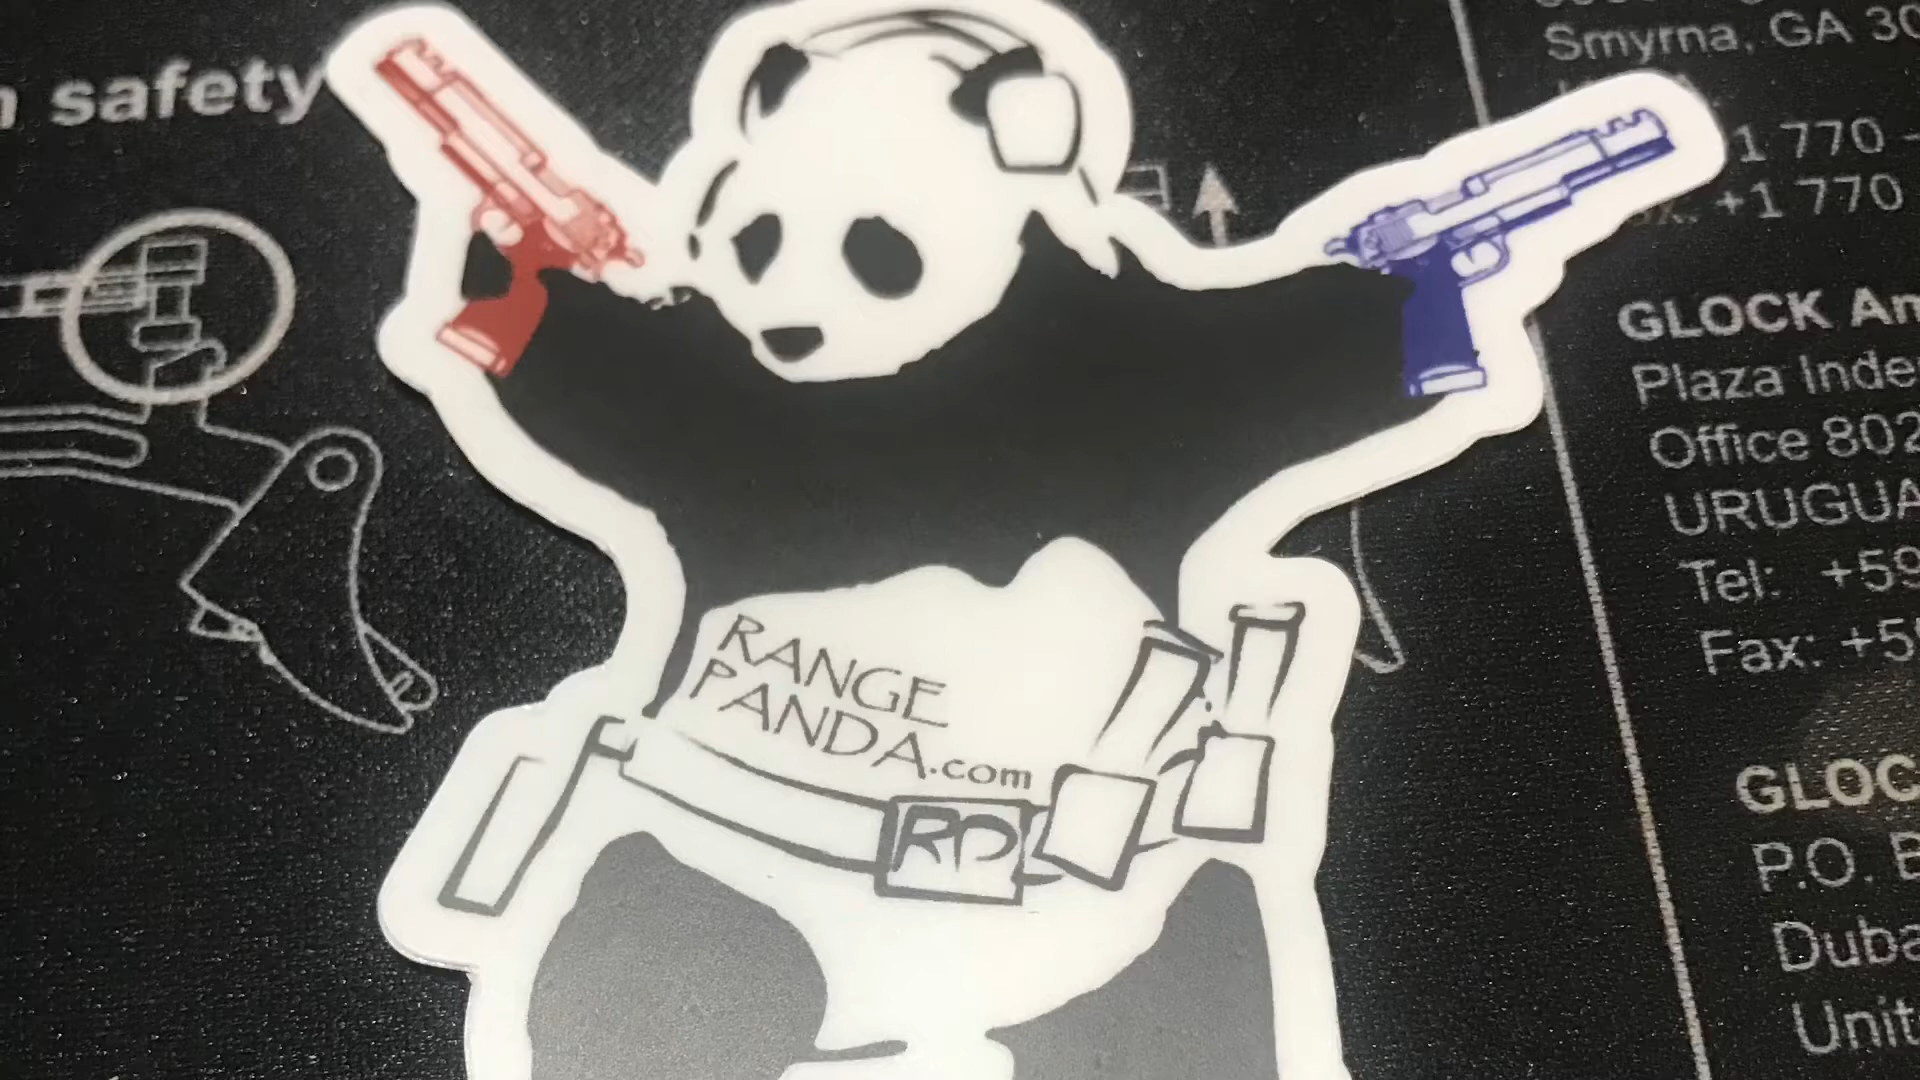 safety
Smyrna, GA 30
+1 770
+1 770
GLOCK Am
Plaza Inde
Office 802
URUGUA
Tel: +59
Fax: +59
GLOC
P.O. B
Duba
Unit
RANGE
PANDA.com
RP